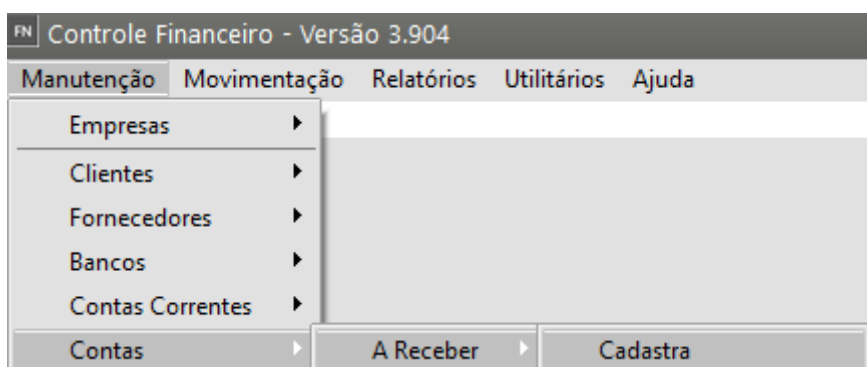 FN Controle Financeiro - Versão 3.904
Manutenção Movimentação Relatórios Utilitários Ajuda
Empresas
Clientes
Fornecedores
Bancos
Contas Correntes
Contas A Receber Cadastra